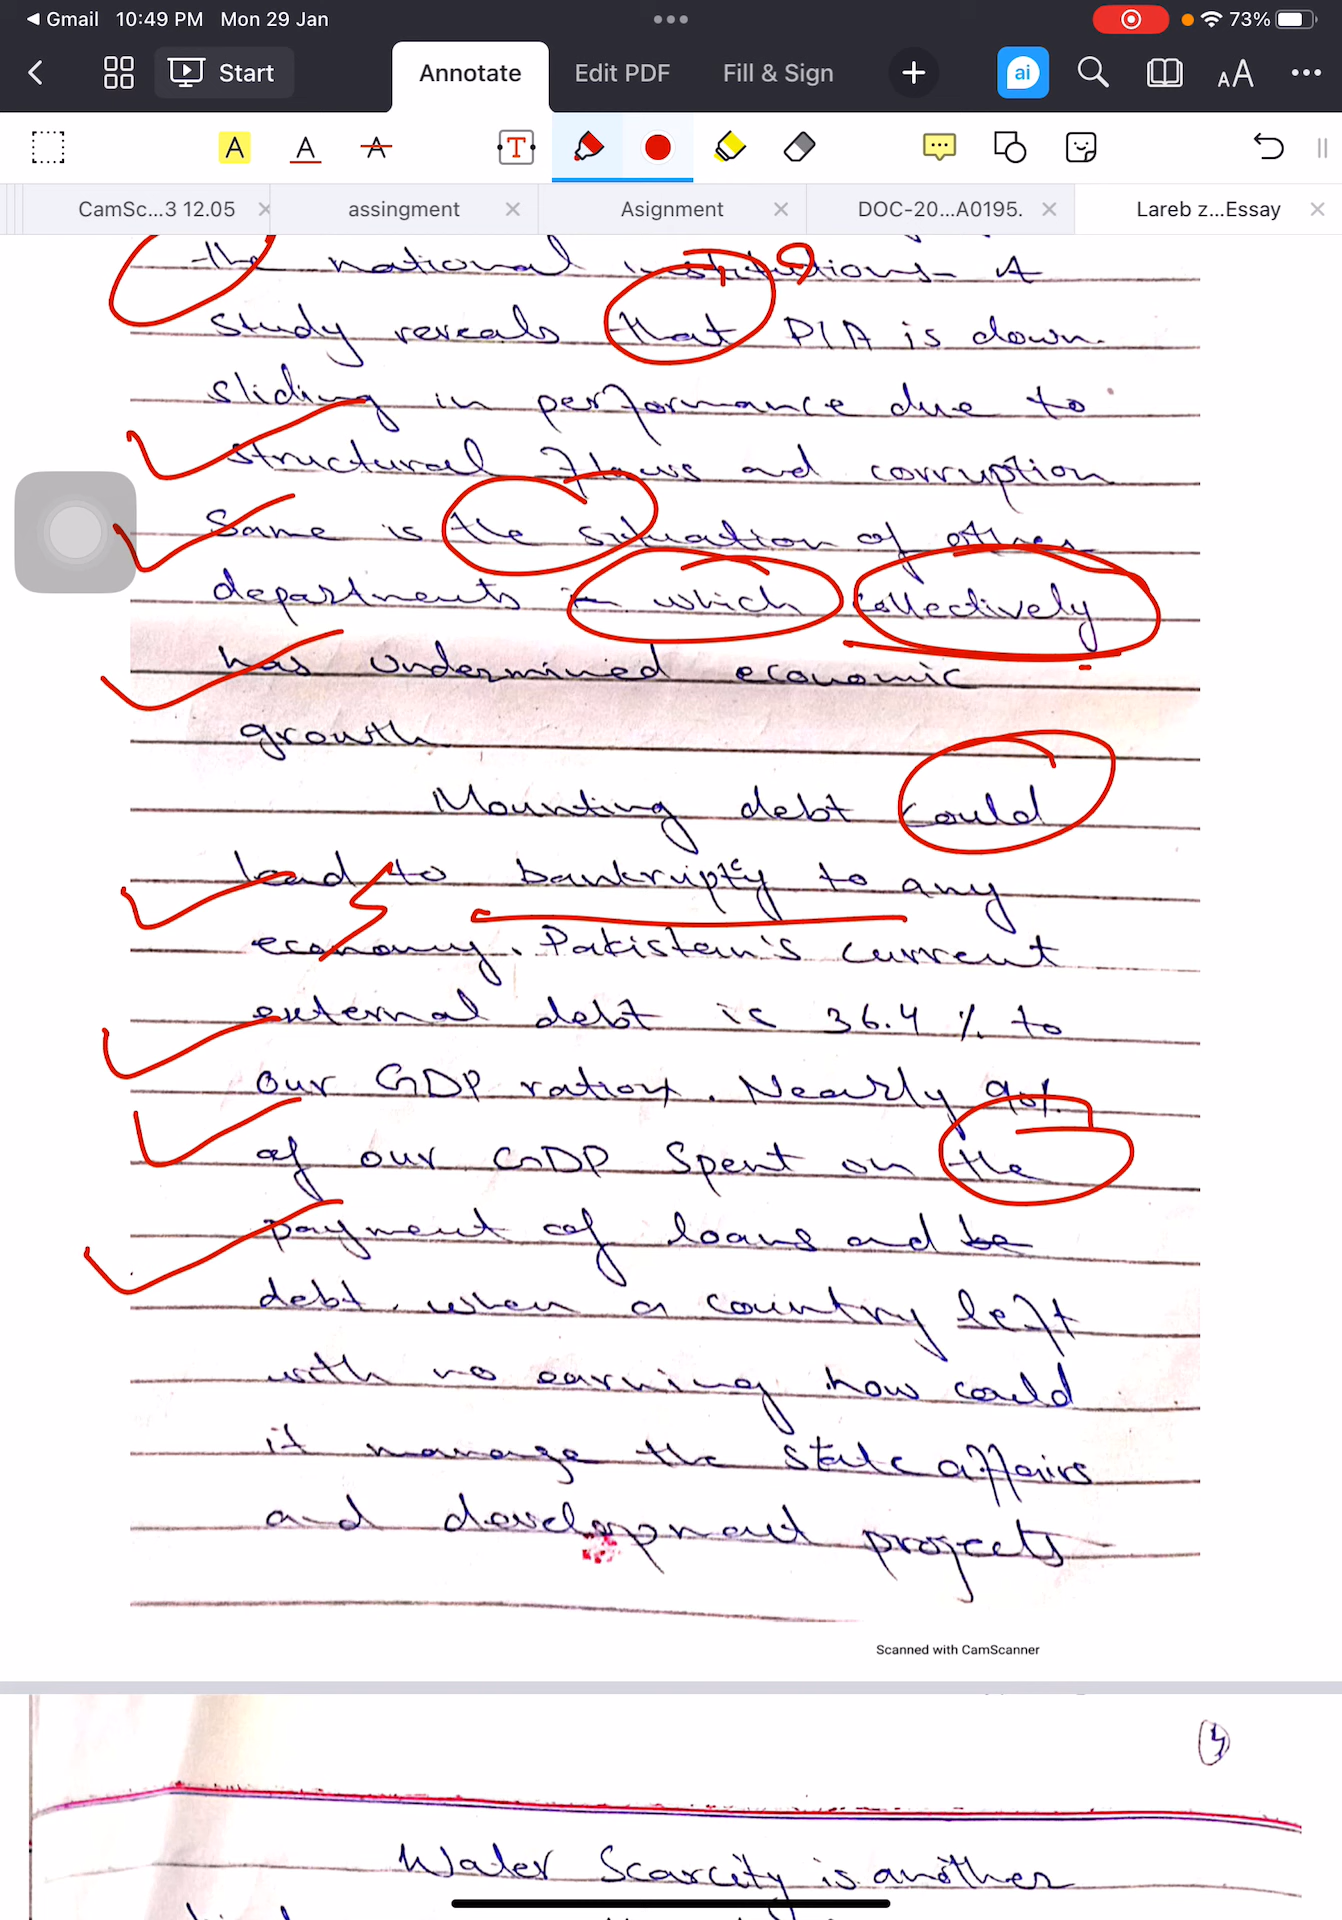 Gmail 10:49 PM Mon 29 Jan 73%
Start Annotate Edit PDF Fill & Sign ai
CamSc...3 12.05 assingment Asignment DOC-20...A0195. Lareb z...Essay
the national institutions. A
study reveals that PIA is down.
sliding in performance due to
structural flaws and corruption
Same is the situation of other
departments which collectively
has undermined economic
growth
Mounting debt could
lead to bankruptcy to any
economy. Pakistan's current
external debt is 36.4 % to
our GDP ration. Nearly 90%
of our GDP spent on the
payment of loans and be
debt. when a country left
with no earning how could
it manage the state affairs
and development projects
Scanned with CamScanner
Water Scarcity is another